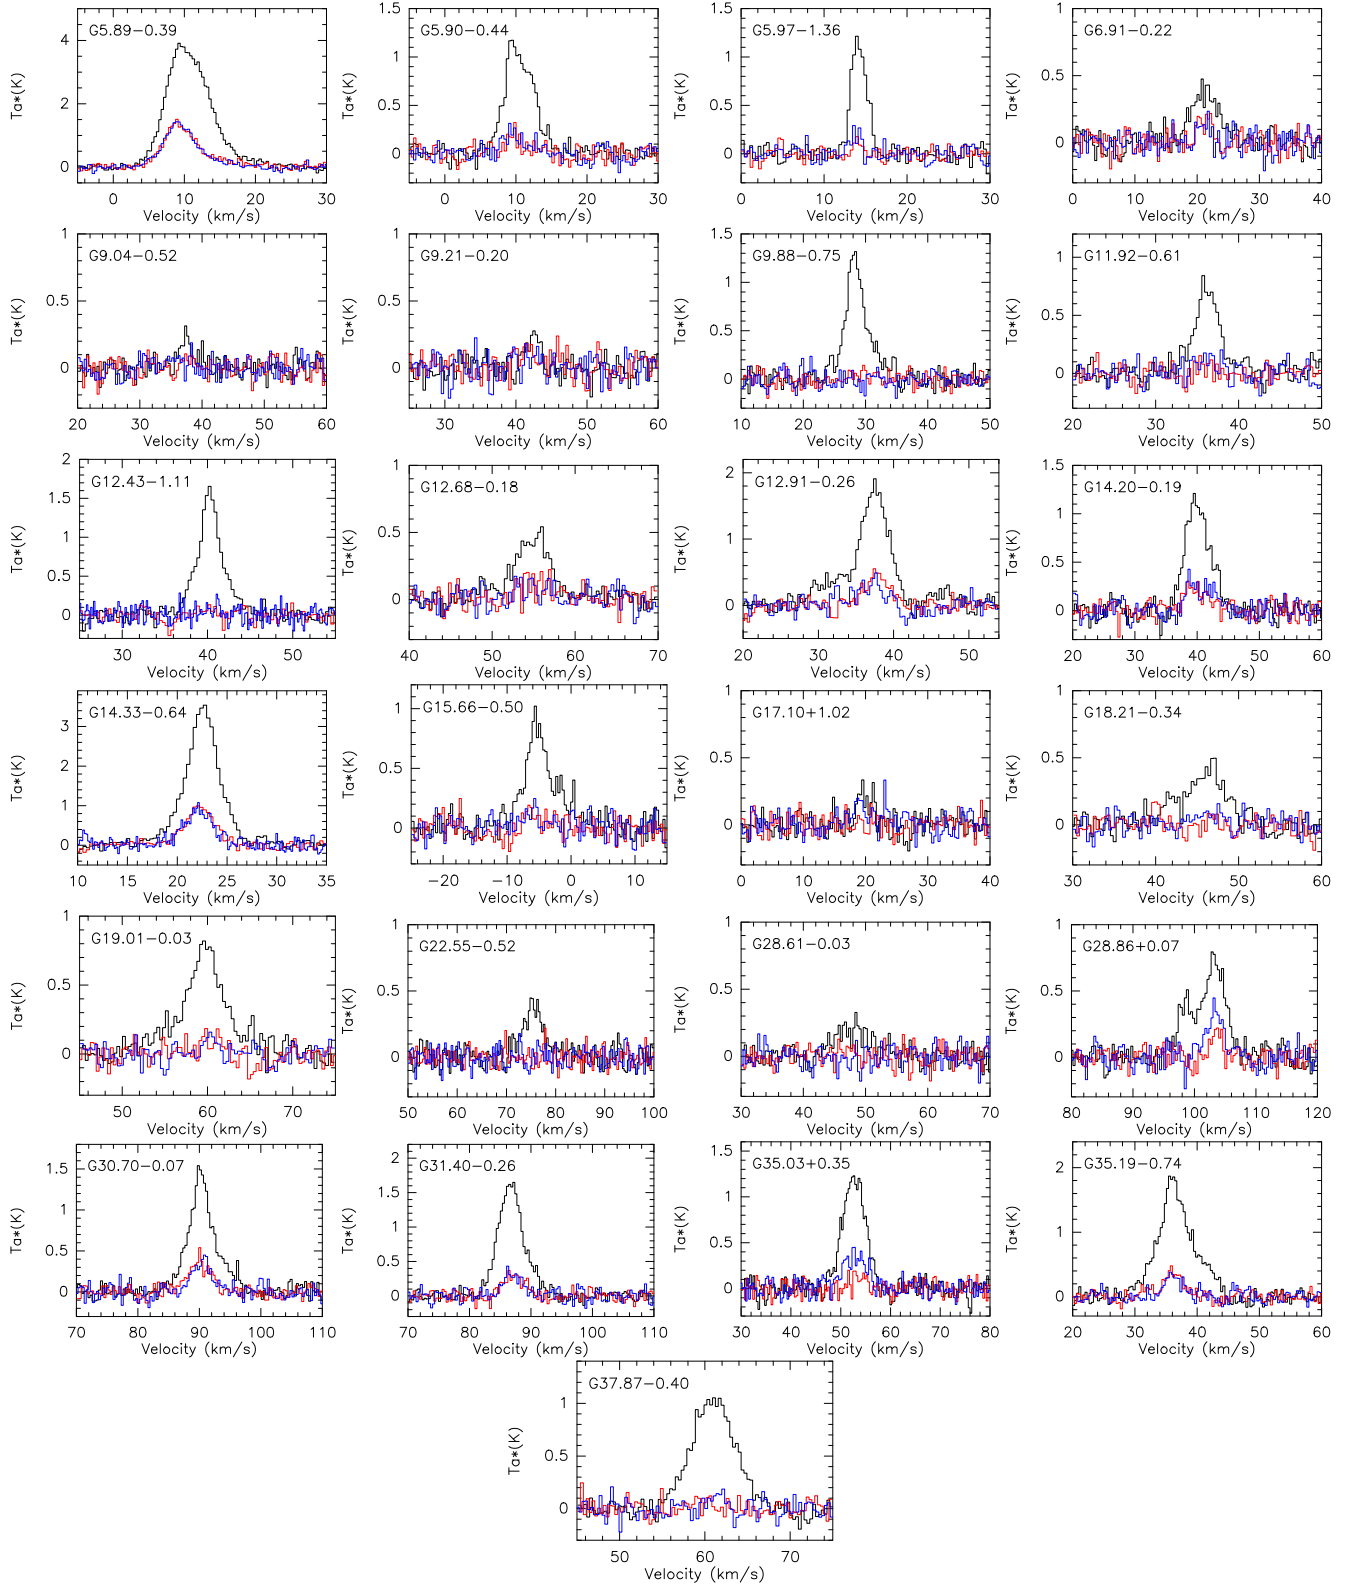 G5.89−0.39
G5.90−0.44
G5.97−1.36
G6.91−0.22
Ta*(K) 4 2 0
Ta*(K) 1.5 1 0.5 0
Ta*(K) 1.5 1 0.5 0
Ta*(K) 1 0.5 0
0 10 20 30
0 10 20 30
0 10 20 30
0 10 20 30 40
Velocity (km/s)
Velocity (km/s)
Velocity (km/s)
Velocity (km/s)
G9.04−0.52
G9.21−0.20
G9.88−0.75
G11.92−0.61
Ta*(K) 1 0.5 0
Ta*(K) 1 0.5 0
Ta*(K) 1.5 1 0.5 0
Ta*(K) 1 0.5 0
20 30 40 50 60
30 40 50 60
10 20 30 40 50
20 30 40 50
Velocity (km/s)
Velocity (km/s)
Velocity (km/s)
Velocity (km/s)
G12.43−1.11
G12.68−0.18
G12.91−0.26
G14.20−0.19
Ta*(K) 2 1.5 1 0.5 0
Ta*(K) 1 0.5 0
Ta*(K) 2 1 0
Ta*(K) 1.5 1 0.5 0
30 40 50
40 50 60 70
20 30 40 50
20 30 40 50 60
Velocity (km/s)
Velocity (km/s)
Velocity (km/s)
Velocity (km/s)
G14.33−0.64
G15.66−0.50
G17.10+1.02
G18.21−0.34
Ta*(K) 3 2 1 0
Ta*(K) 1 0.5 0
Ta*(K) 1 0.5 0
Ta*(K) 1 0.5 0
10 15 20 25 30 35
−20 −10 0 10
0 10 20 30 40
30 40 50 60
Velocity (km/s)
Velocity (km/s)
Velocity (km/s)
Velocity (km/s)
G19.01−0.03
G22.55−0.52
G28.61−0.03
G28.86+0.07
Ta*(K) 1 0.5 0
Ta*(K) 1 0.5 0
Ta*(K) 1 0.5 0
Ta*(K) 1 0.5 0
50 60 70
50 60 70 80 90 100
30 40 50 60 70
80 90 100 110 120
Velocity (km/s)
Velocity (km/s)
Velocity (km/s)
Velocity (km/s)
G30.70−0.07
G31.40−0.26
G35.03+0.35
G35.19−0.74
Ta*(K) 1.5 1 0.5 0
Ta*(K) 2 1.5 1 0.5 0
Ta*(K) 1.5 1 0.5 0
Ta*(K) 2 1 0
70 80 90 100 110
70 80 90 100 110
30 40 50 60 70 80
20 30 40 50 60
Velocity (km/s)
Velocity (km/s)
Velocity (km/s)
Velocity (km/s)
G37.87−0.40
Ta*(K) 1 0.5 0
50 60 70
Velocity (km/s)